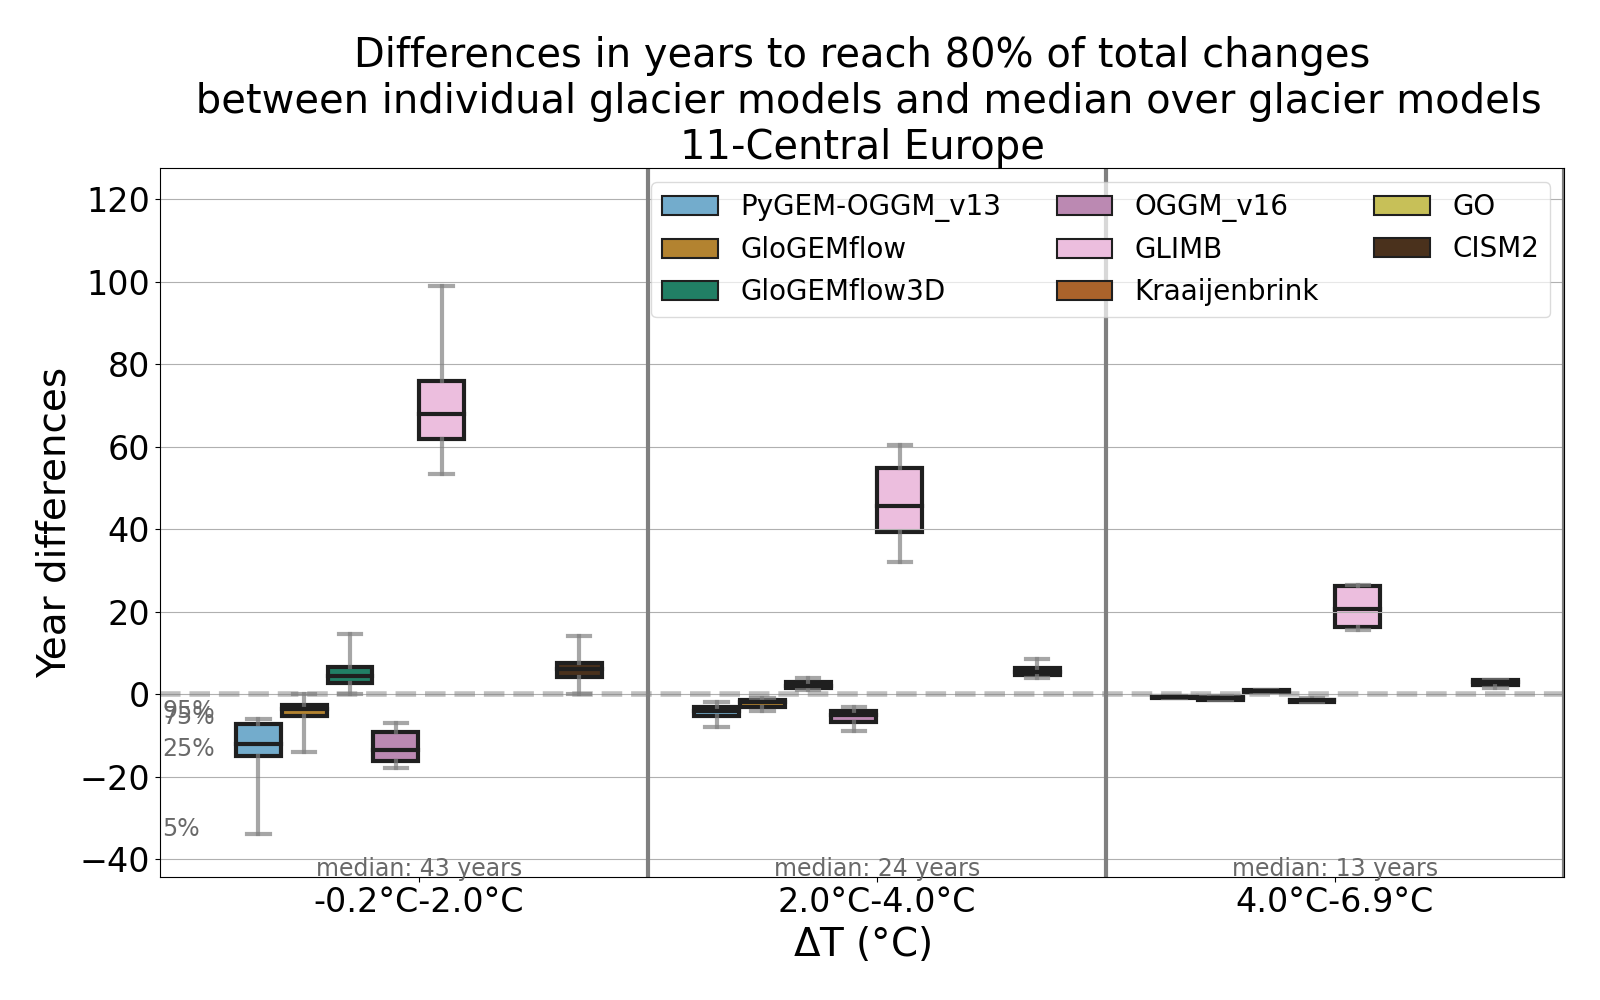 Differences in years to reach 80% of total changes
between individual glacier models and median over glacier models
11-Central Europe
120
100
80
60
40
20
0
−20
−40
Year differences
PyGEM-OGGM_v13
GloGEMflow
GloGEMflow3D
OGGM_v16
GLIMB
Kraaijenbrink
GO
CISM2
95%
75%
25%
5%
median: 43 years
median: 24 years
median: 13 years
-0.2°C-2.0°C
2.0°C-4.0°C
4.0°C-6.9°C
ΔT (°C)